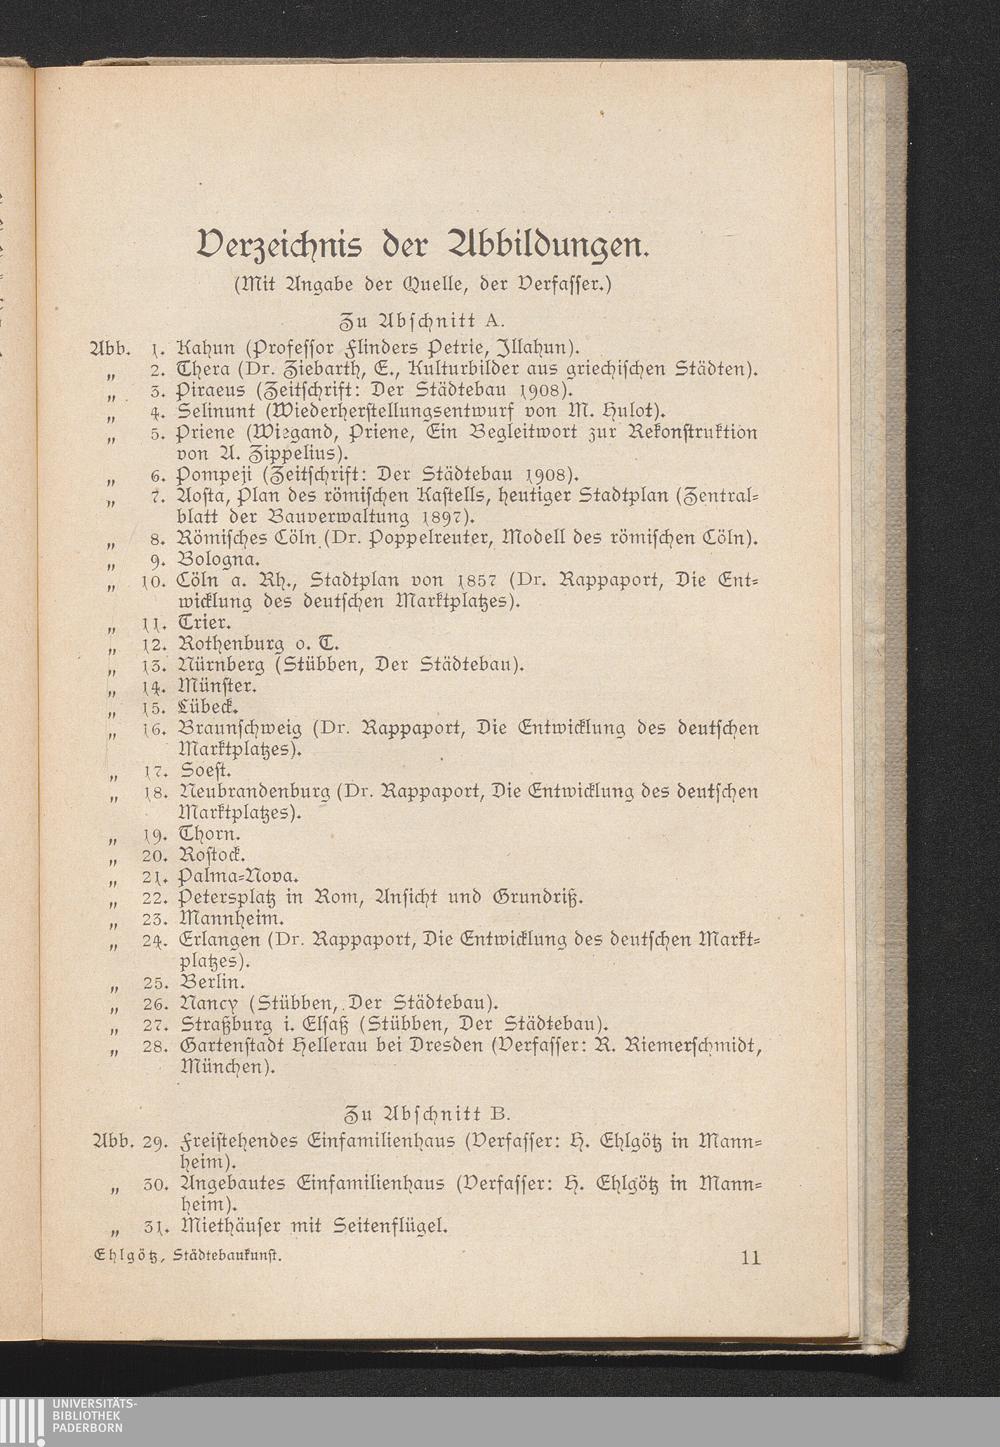 Verzeichnis der Abbildungen.
(Mit Angabe der Quelle, der Verfasser.)
Zu Abschnitt A.
Abb. 1. Kahun (Professor Flinders Petrie, Illahun).
„ 2. Thera (Dr. Ziebarth, E., Kulturbilder aus griechischen Städten).
„ 3. Piraeus (Zeitschrift: Der Städtebau 1908).
„ 4. Selinunt (Wiederherstellungsentwurf von M. Hulot).
„ 5. Priene (Wiegand, Priene, Ein Begleitwort zur Rekonstruktion
von A. Zippelius).
„ 6. Pompeji (Zeitschrift: Der Städtebau 1908).
„ 7. Aosta, Plan des römischen Kastells, heutiger Stadtplan (Zentral-
blatt der Bauverwaltung 1897).
„ 8. Römisches Cöln (Dr. Poppelreuter, Modell des römischen Cöln).
„ 9. Bologna.
„ 10. Cöln a. Rh., Stadtplan von 1857 (Dr. Rappaport, Die Ent-
wicklung des deutschen Marktplatzes).
„ 11. Trier.
„ 12. Rothenburg o. T.
„ 13. Nürnberg (Stübben, Der Städtebau).
„ 14. Münster.
„ 15. Lübeck.
„ 16. Braunschweig (Dr. Rappaport, Die Entwicklung des deutschen
Marktplatzes).
„ 17. Soest.
„ 18. Neubrandenburg (Dr. Rappaport, Die Entwicklung des deutschen
Marktplatzes).
„ 19. Thorn.
„ 20. Rostock.
„ 21. Palma-Nova.
„ 22. Petersplatz in Rom, Ansicht und Grundriß.
„ 23. Mannheim.
„ 24. Erlangen (Dr. Rappaport, Die Entwicklung des deutschen Markt-
platzes).
„ 25. Berlin.
„ 26. Nancy (Stübben, Der Städtebau).
„ 27. Straßburg i. Elsaß (Stübben, Der Städtebau).
„ 28. Gartenstadt Hellerau bei Dresden (Verfasser: R. Riemerschmidt,
München).
Zu Abschnitt B.
Abb. 29. Freistehendes Einfamilienhaus (Verfasser: H. Ehlgötz in Mann-
heim).
„ 30. Angebautes Einfamilienhaus (Verfasser: H. Ehlgötz in Mann-
heim).
„ 31. Miethäuser mit Seitenflügel.
Ehlgötz, Städtebaukunst. 11
UNIVERSITÄTS-
BIBLIOTHEK
PADERBORN